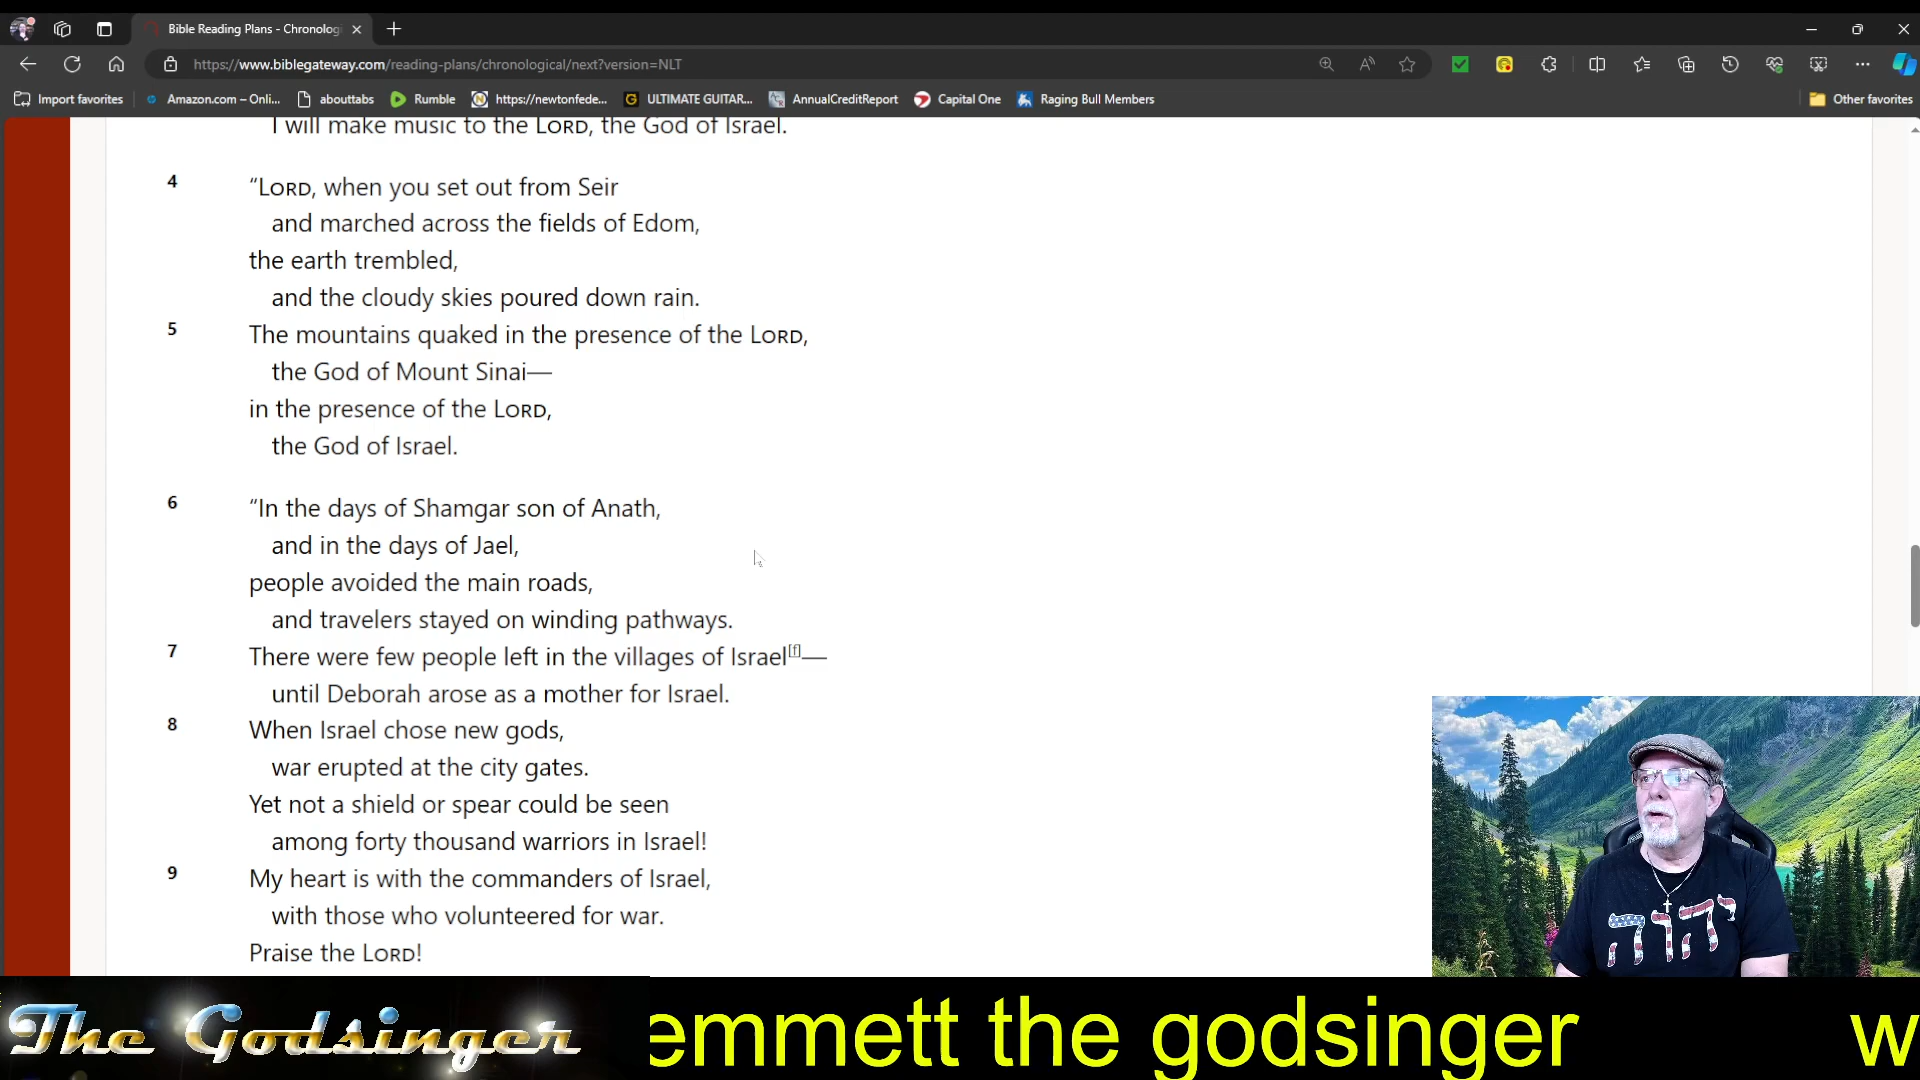 Bible Reading Plans - Chronolog
https://www.biblegateway.com/reading-plans/chronological/next?version=NLT
Import favorites
Amazon.com – Onli...
abouttabs
Rumble
https://newtonfede...
ULTIMATE GUITAR...
AnnualCreditReport
Capital One
Raging Bull Members
Other favorites
I will make music to the LORD, the God of Israel.
4 “LORD, when you set out from Seir
and marched across the fields of Edom,
the earth trembled,
and the cloudy skies poured down rain.
5 The mountains quaked in the presence of the LORD,
the God of Mount Sinai—
in the presence of the LORD,
the God of Israel.
6 “In the days of Shamgar son of Anath,
and in the days of Jael,
people avoided the main roads,
and travelers stayed on winding pathways.
7 There were few people left in the villages of Israel[f]—
until Deborah arose as a mother for Israel.
8 When Israel chose new gods,
war erupted at the city gates.
Yet not a shield or spear could be seen
among forty thousand warriors in Israel!
9 My heart is with the commanders of Israel,
with those who volunteered for war.
Praise the LORD!
יהוה
The Godsinger
emmett the godsinger w